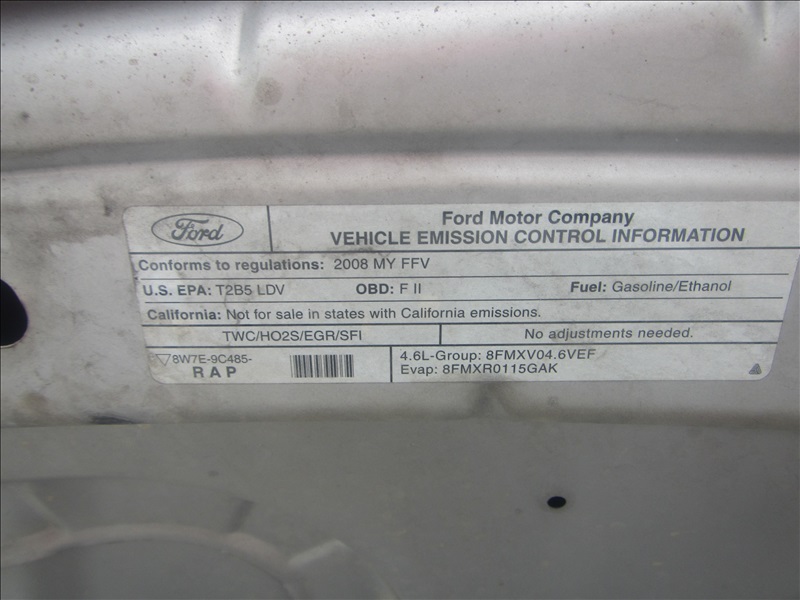 Ford
Ford Motor Company
VEHICLE EMISSION CONTROL INFORMATION
Conforms to regulations: 2008 MY FFV
U.S. EPA: T2B5 LDV OBD: F II Fuel: Gasoline/Ethanol
California: Not for sale in states with California emissions.
TWC/HO2S/EGR/SFI No adjustments needed.
8W7E-9C485-
R A P
4.6L-Group: 8FMXV04.6VEF
Evap: 8FMXR0115GAK